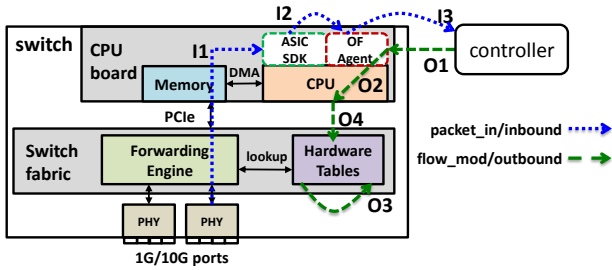 switch
CPU
board
I1
I2
I3
ASIC
SDK
OF
Agent
controller
O1
Memory
DMA
CPU
O2
PCIe
O4
packet_in/inbound
Switch
fabric
Forwarding
Engine
lookup
Hardware
Tables
flow_mod/outbound
O3
PHY
PHY
1G/10G ports